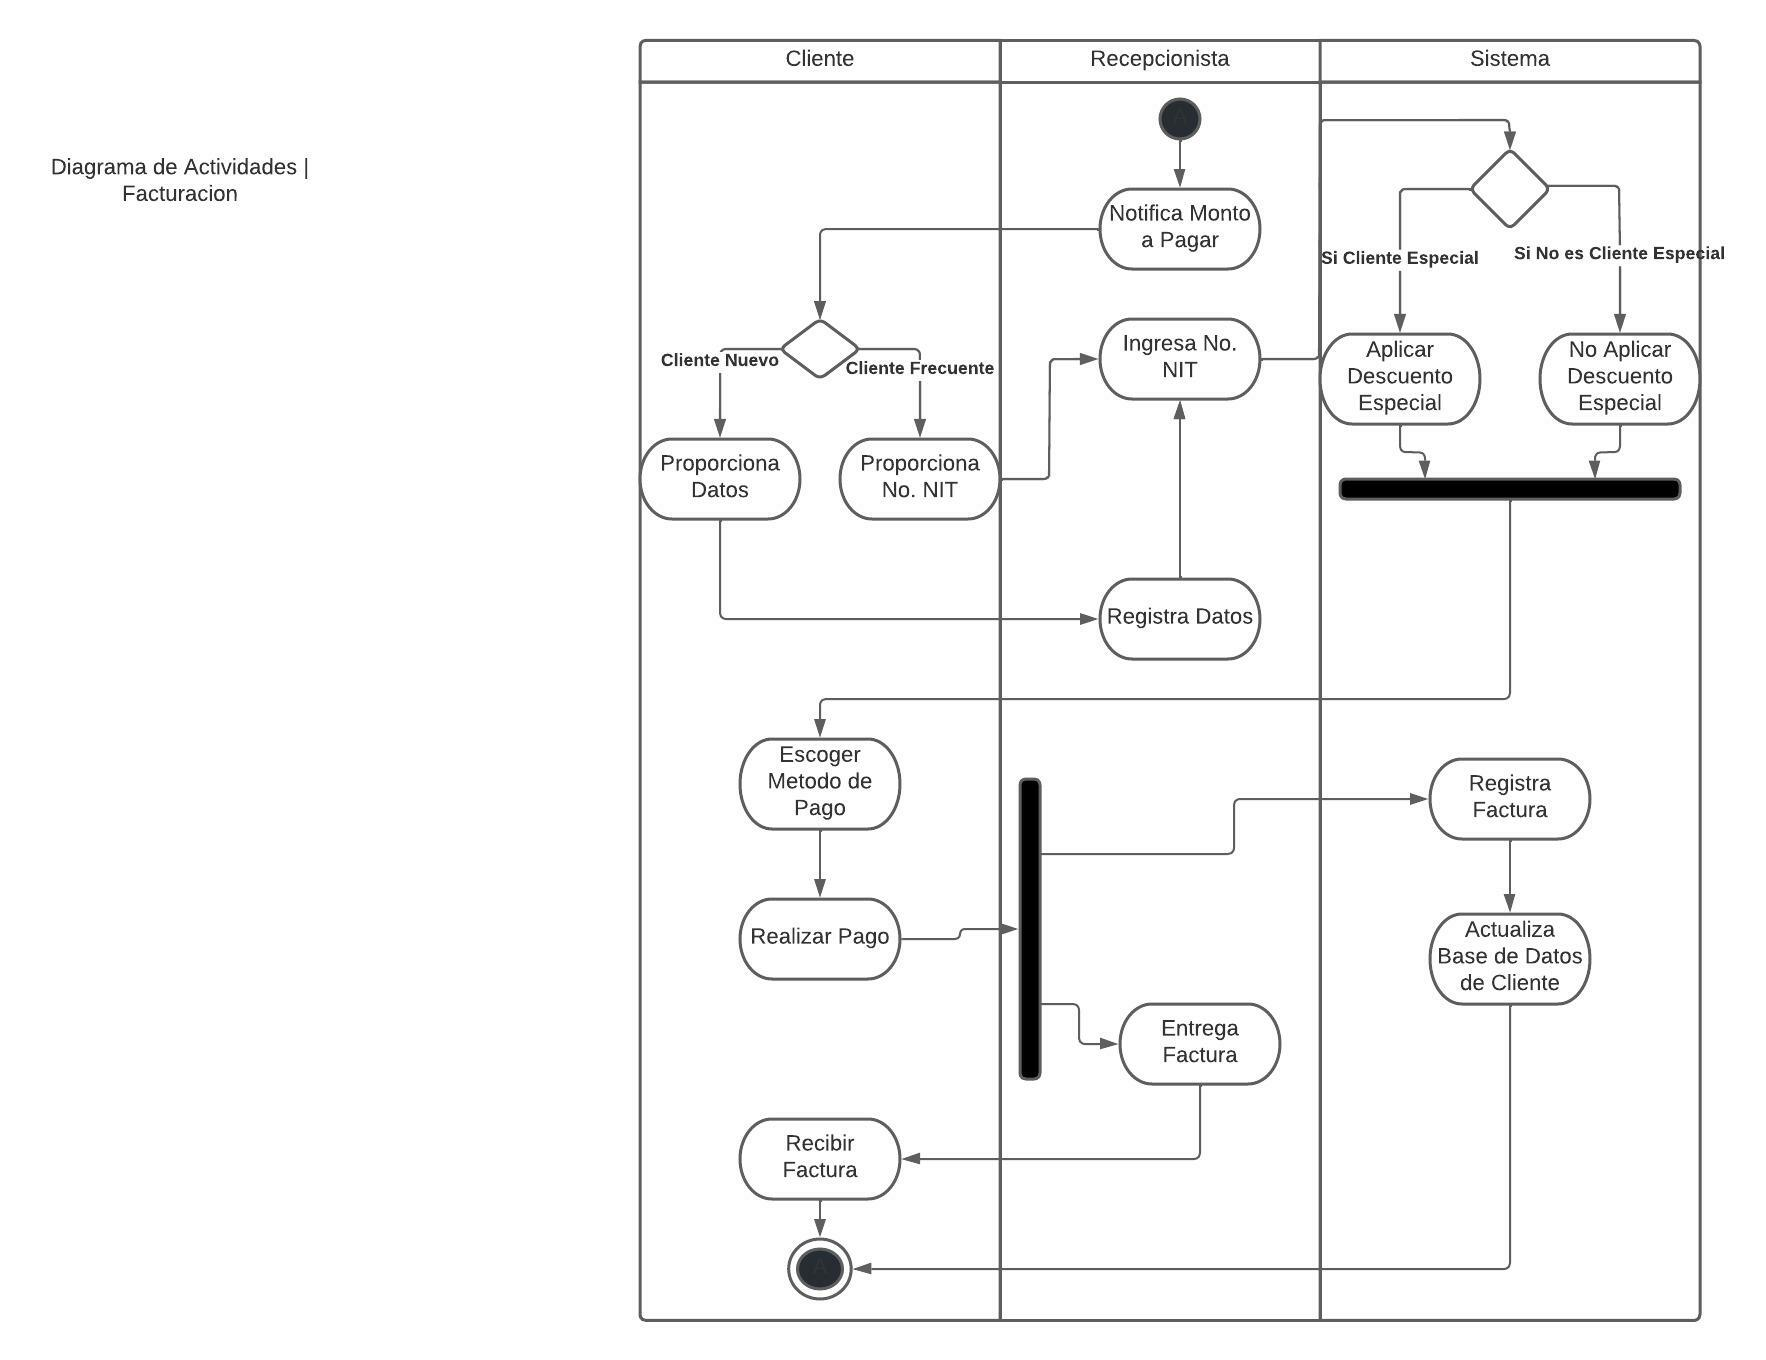 Cliente
Recepcionista
Sistema
A
Diagrama de Actividades |
Facturacion
Notifica Monto
a Pagar
Si Cliente Especial
Si No es Cliente Especial
Cliente Nuevo
Cliente Frecuente
Ingresa No.
NIT
Aplicar
Descuento
Especial
No Aplicar
Descuento
Especial
Proporciona
Datos
Proporciona
No. NIT
Registra Datos
Escoger
Metodo de
Pago
Registra
Factura
Realizar Pago
Actualiza
Base de Datos
de Cliente
Entrega
Factura
Recibir
Factura
A